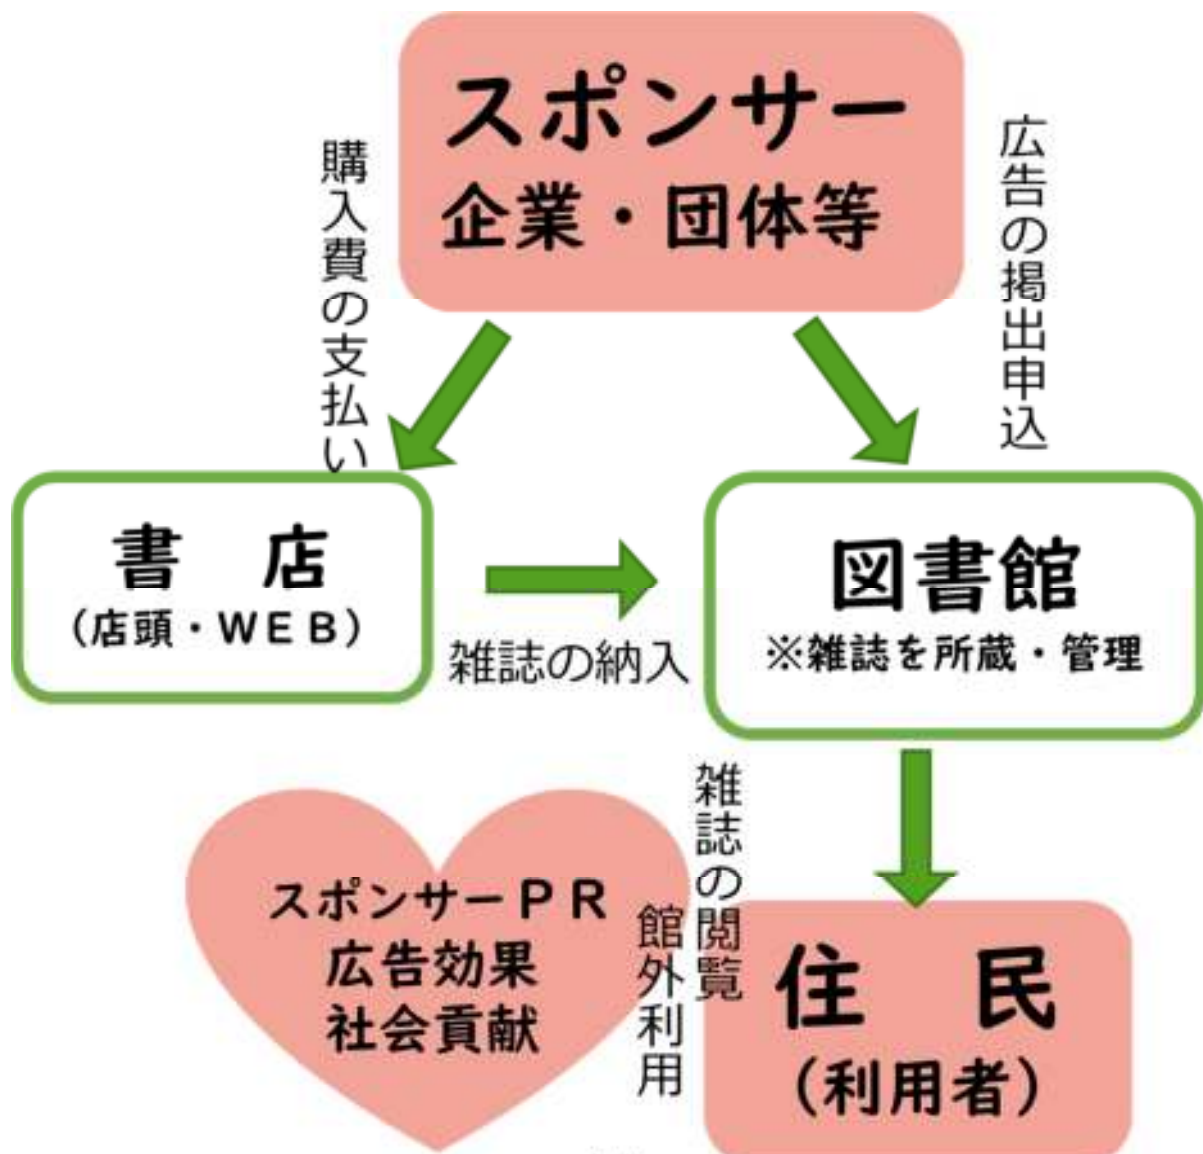 スポンサー
企業・団体等
購入費の支払い
広告の掲出申込
書　店
(店頭・ＷＥＢ)
雑誌の納入
図書館
※雑誌を所蔵・管理
雑誌の閲覧
館外利用
スポンサーＰＲ
広告効果
社会貢献
住　民
(利用者)